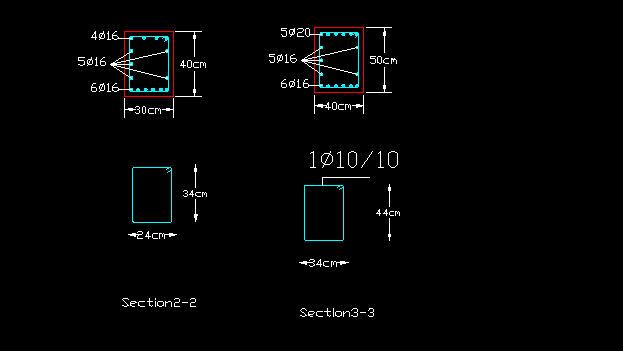 4Ø16
5Ø16
6Ø16
40cm
30cm
34cm
24cm
Section2-2
5Ø20
5Ø16
6Ø16
50cm
40cm
1Ø10/10
44cm
34cm
Section3-3